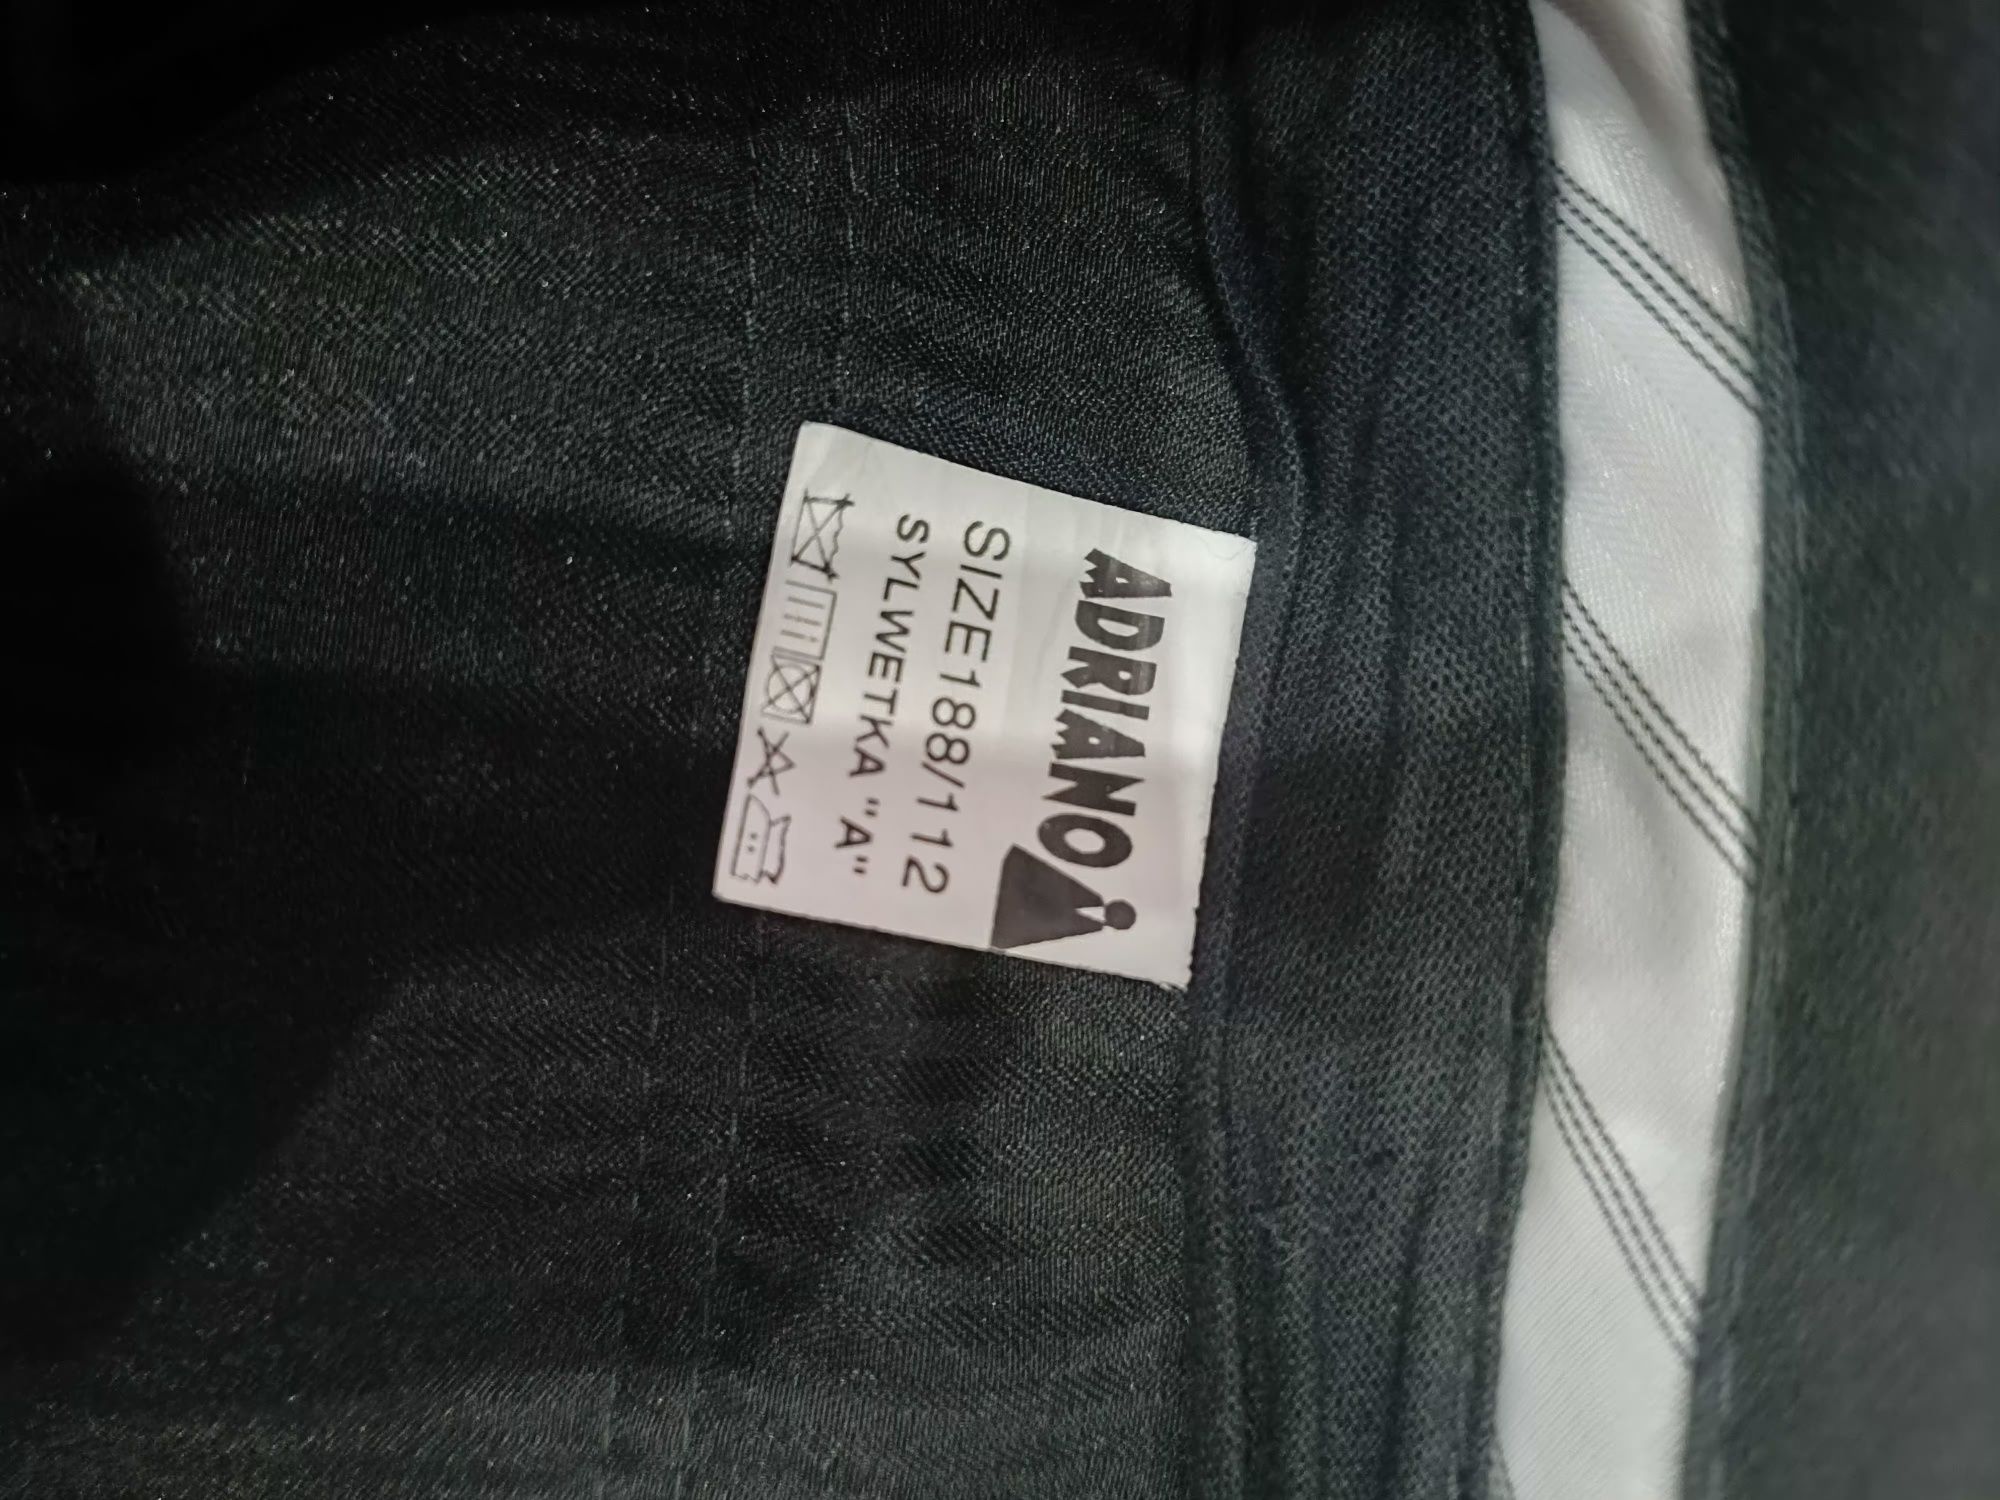 ADRIANO
SIZE188/112
SYLWETKA "A"